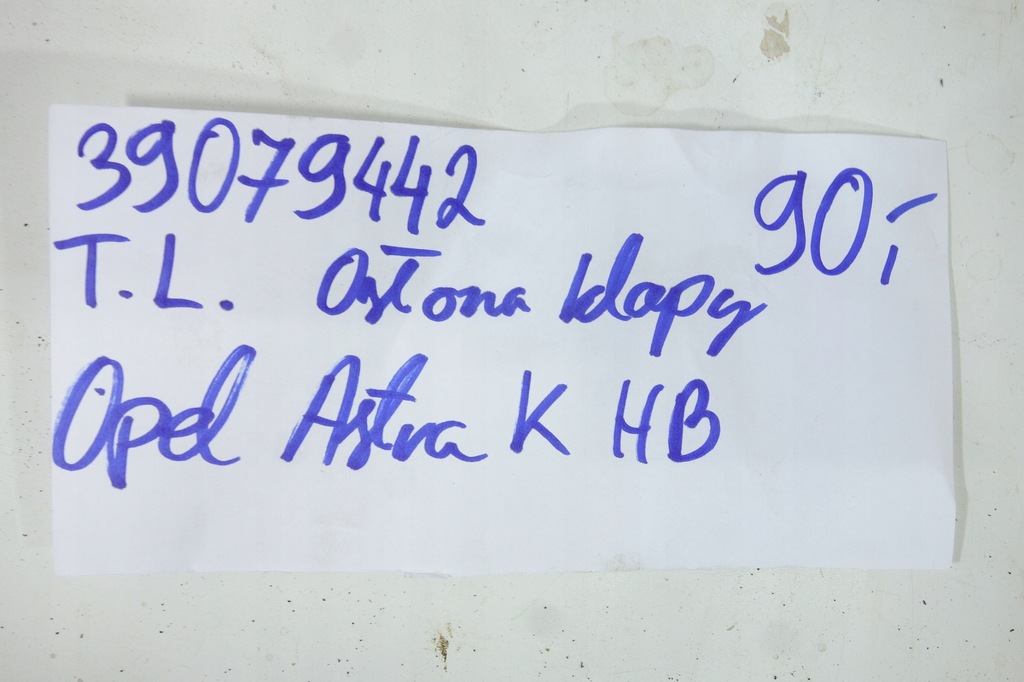 39079442
90,-
T.L. Osłona klapy
Opel Astra K HB